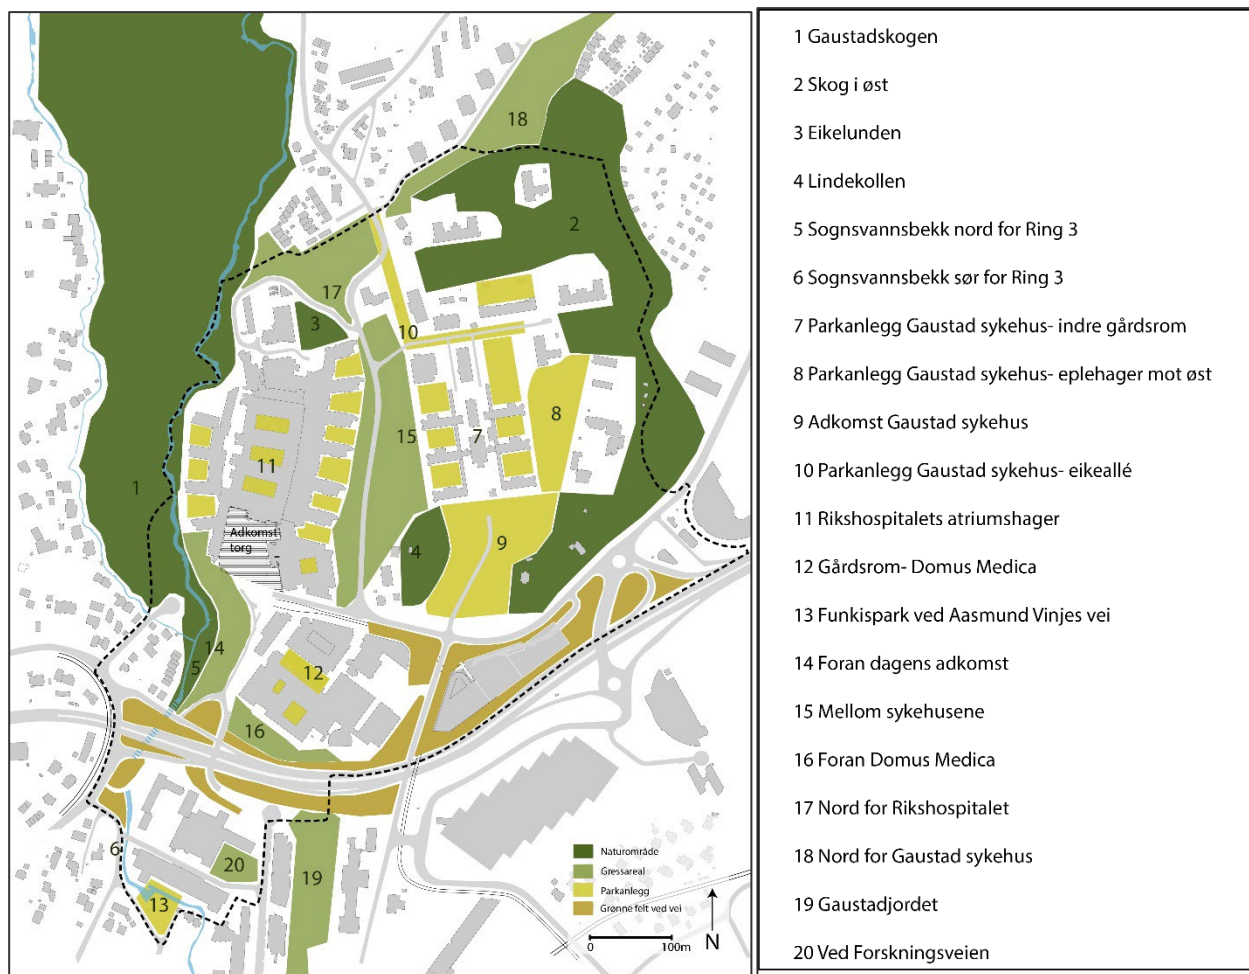 18
2
17
3
10
15
8
7
11
1
Adkomst
torg
4
9
14
5
12
16
6
20
19
13
Naturområde
Gressareal
Parkanlegg
Grønne felt ved vei
0
100m
N
1 Gaustadskogen
2 Skog i øst
3 Eikelunden
4 Lindekollen
5 Sognsvannsbekk nord for Ring 3
6 Sognsvannsbekk sør for Ring 3
7 Parkanlegg Gaustad sykehus- indre gårdsrom
8 Parkanlegg Gaustad sykehus- eplehager mot øst
9 Adkomst Gaustad sykehus
10 Parkanlegg Gaustad sykehus- eikeallé
11 Rikshospitalets atriumshager
12 Gårdsrom- Domus Medica
13 Funkispark ved Aasmund Vinjes vei
14 Foran dagens adkomst
15 Mellom sykehusene
16 Foran Domus Medica
17 Nord for Rikshospitalet
18 Nord for Gaustad sykehus
19 Gaustadjordet
20 Ved Forskningsveien